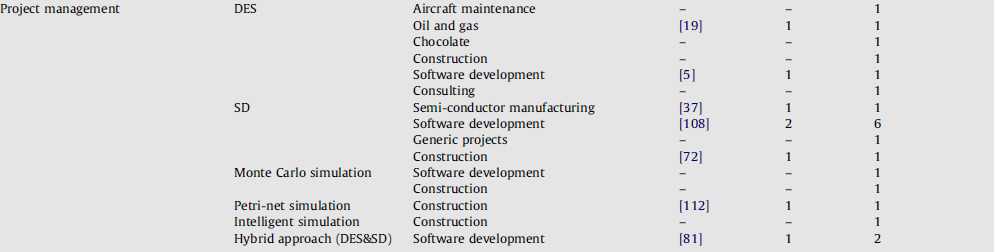 Project management DES Aircraft maintenance – – 1
Oil and gas [19] 1 1
Chocolate – – 1
Construction – – 1
Software development [5] 1 1
Consulting – – 1
SD Semi-conductor manufacturing [37] 1 1
Software development [108] 2 6
Generic projects – – 1
Construction [72] 1 1
Monte Carlo simulation Software development – – 1
Construction – – 1
Petri-net simulation Construction [112] 1 1
Intelligent simulation Construction – – 1
Hybrid approach (DES&SD) Software development [81] 1 2